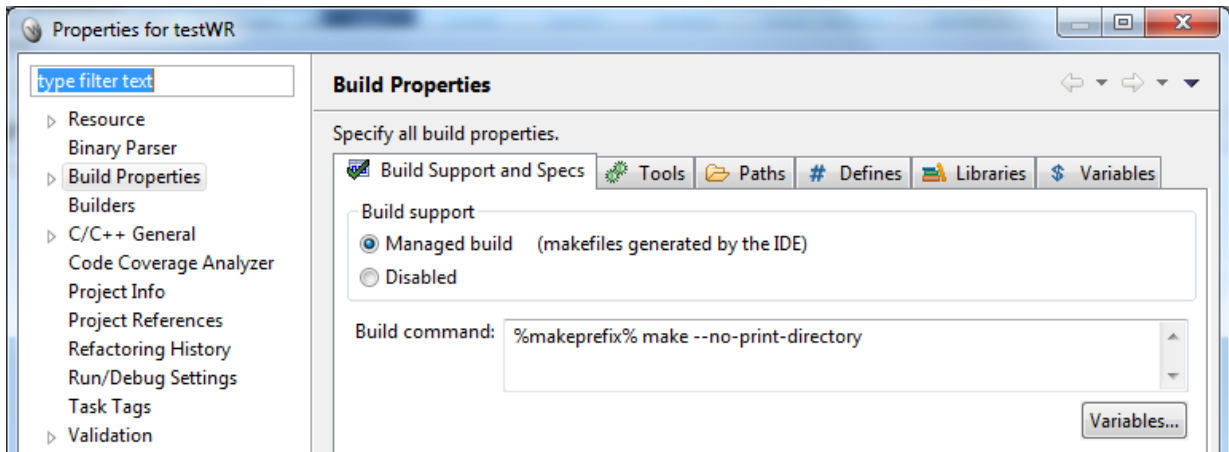 Properties for testWR
type filter text
Resource
Binary Parser
Build Properties
Builders
C/C++ General
Code Coverage Analyzer
Project Info
Project References
Refactoring History
Run/Debug Settings
Task Tags
Validation
Build Properties
Specify all build properties.
Build Support and Specs Tools Paths # Defines Libraries $ Variables
Build support
Managed build (makefiles generated by the IDE)
Disabled
Build command: %makeprefix% make --no-print-directory
Variables...